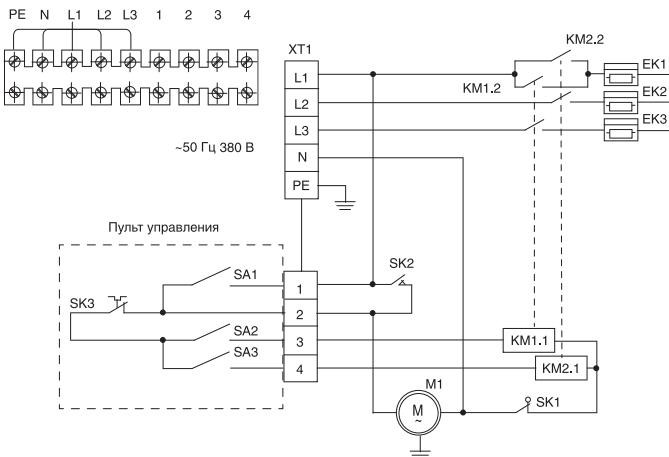 PE N L1 L2 L3 1 2 3 4
XT1
KM2.2
L1
KM1.2
EK1
L2
EK2
L3
EK3
~50 Гц 380 В
N
PE
Пульт управления
SK2
SA1
1
SK3
2
SA2
3
KM1.1
SA3
4
KM2.1
M1
M
~
SK1